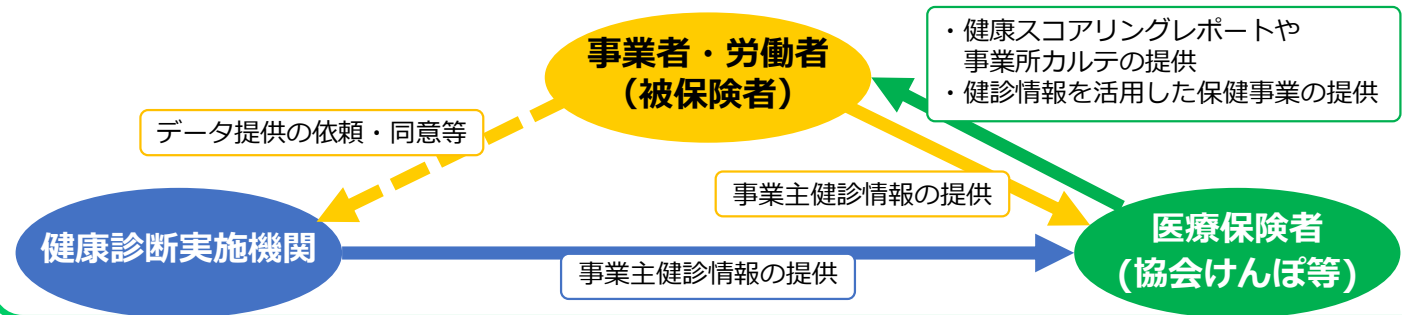 事業者・労働者
（被保険者）
・健康スコアリングレポートや
事業所カルテの提供
・健診情報を活用した保健事業の提供
データ提供の依頼・同意等
事業主健診情報の提供
健康診断実施機関
事業主健診情報の提供
医療保険者
(協会けんぽ等)